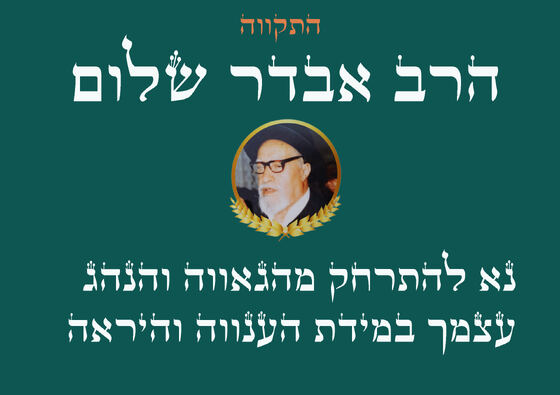 התקווה
הרב אבדר שלום
נא להתרחק מהגאווה והנהג
עצמך במידת הענווה והיראה